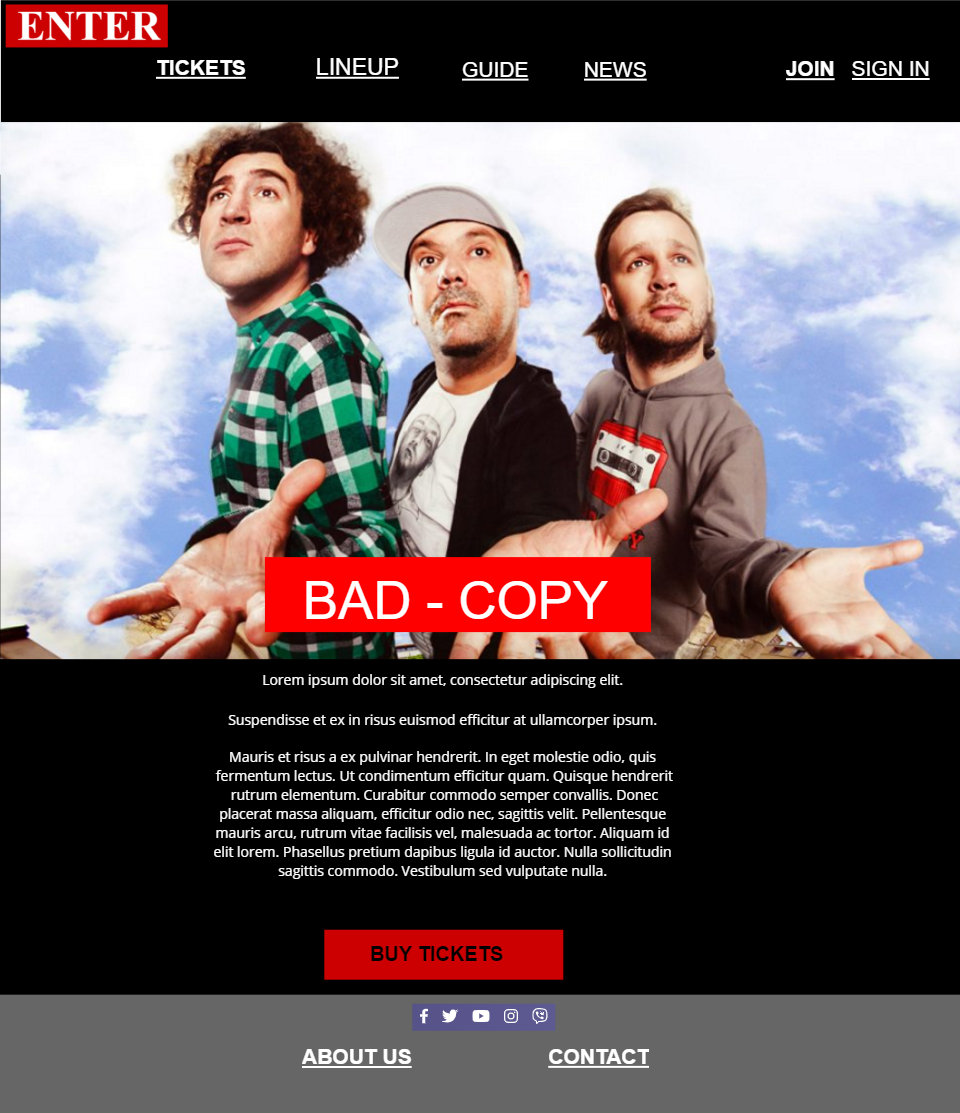 ENTER
TICKETS LINEUP GUIDE NEWS JOIN SIGN IN
BAD - COPY
Lorem ipsum dolor sit amet, consectetur adipiscing elit.
Suspendisse et ex in risus euismod efficitur at ullamcorper ipsum.
Mauris et risus a ex pulvinar hendrerit. In eget molestie odio, quis
fermentum lectus. Ut condimentum efficitur quam. Quisque hendrerit
rutrum elementum. Curabitur commodo semper convallis. Donec
placerat massa aliquam, efficitur odio nec, sagittis velit. Pellentesque
mauris arcu, rutrum vitae facilisis vel, malesuada ac tortor. Aliquam id
elit lorem. Phasellus pretium dapibus ligula id auctor. Nulla sollicitudin
sagittis commodo. Vestibulum sed vulputate nulla.
BUY TICKETS
ABOUT US CONTACT